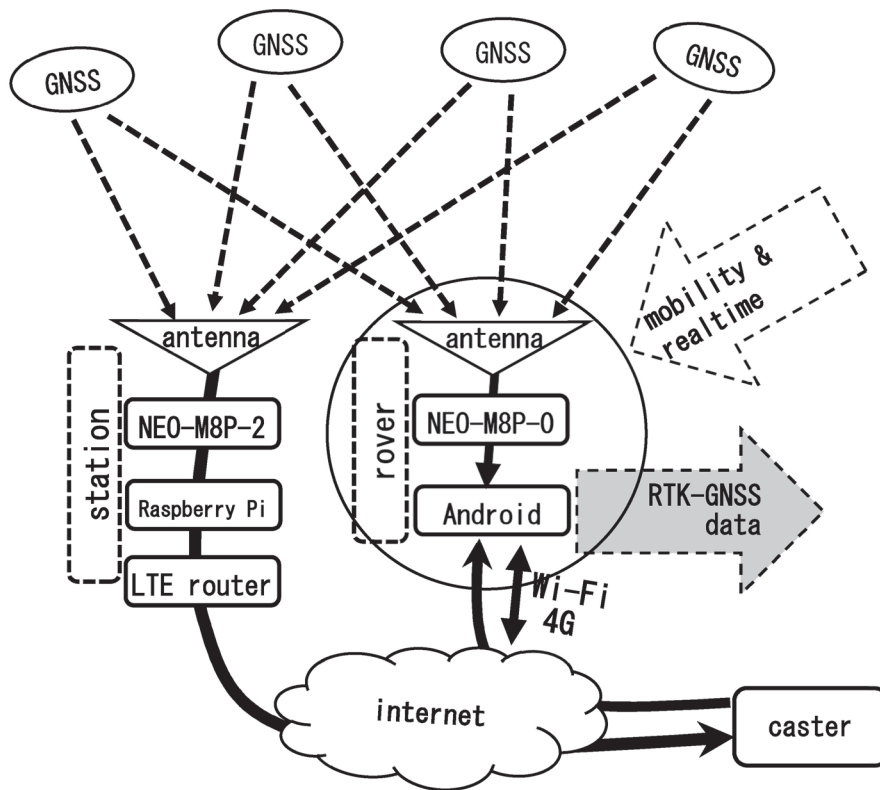 GNSS
GNSS
GNSS
GNSS
mobility &
realtime
antenna
antenna
station
NEO-M8P-2
rover
NEO-M8P-0
Raspberry Pi
Android
RTK-GNSS
data
LTE router
Wi-Fi
4G
internet
caster